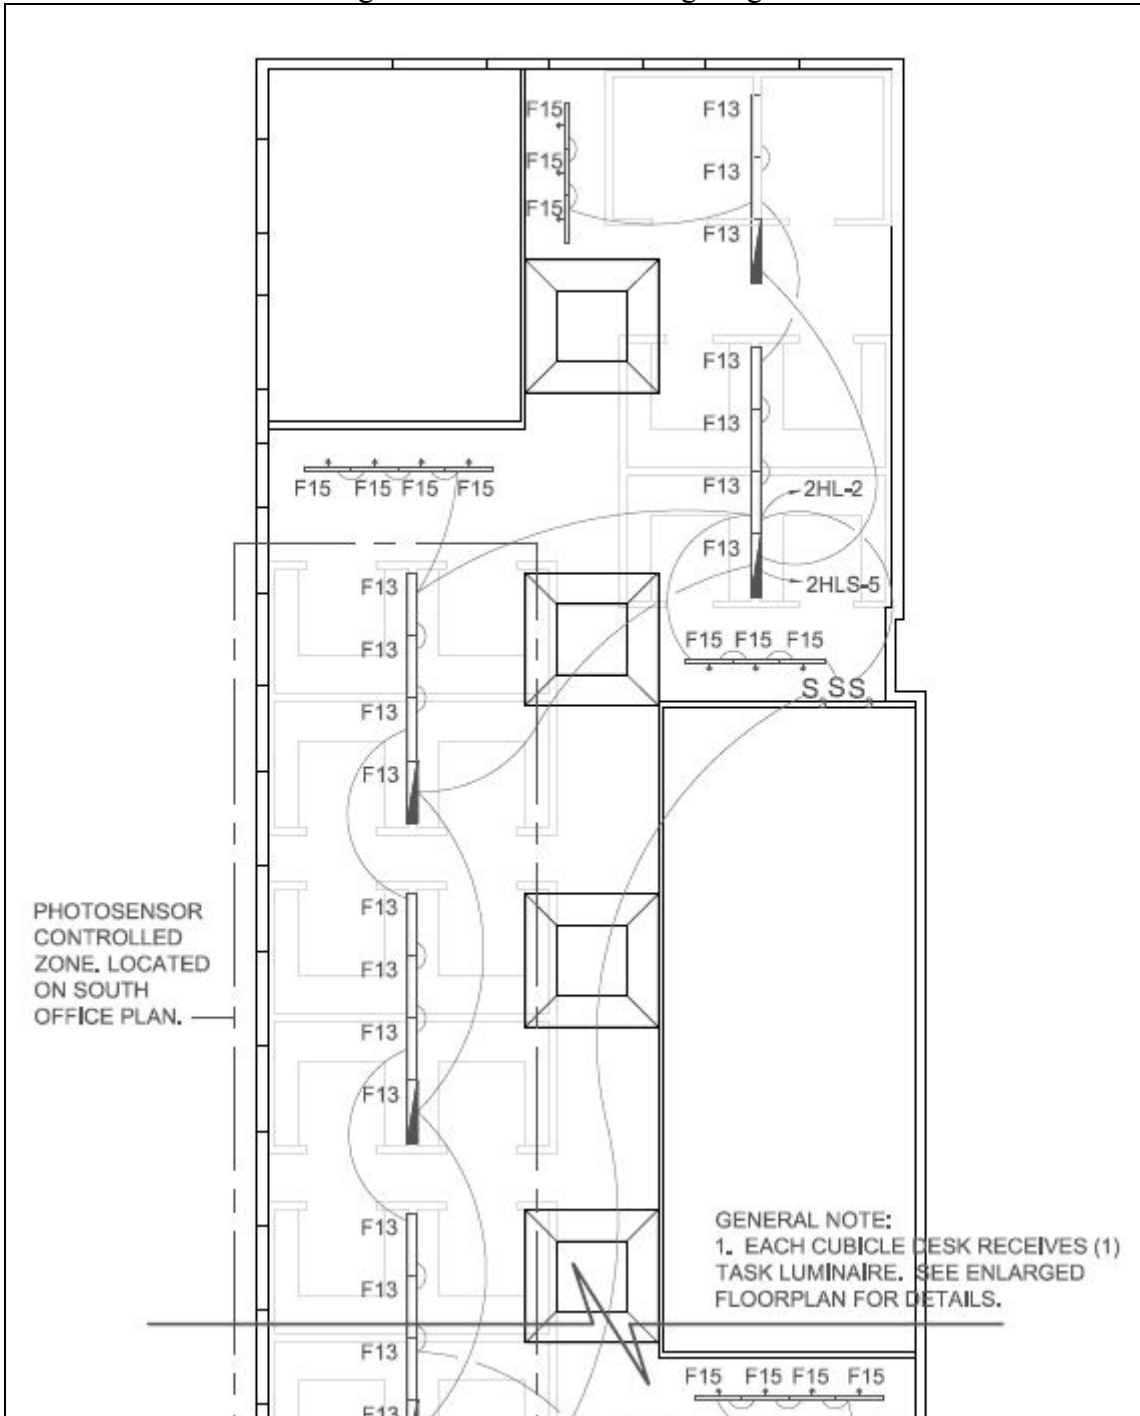 F15
F13
F15
F13
F15
F13
F13
F13
F15 F15 F15 F15
F13
2HL-2
F13
2HLS-5
F13
F13
F15 F15 F15
F13
S S S
F13
F13
PHOTOSENSOR
CONTROLLED
ZONE. LOCATED
ON SOUTH
OFFICE PLAN.
F13
F13
F13
F13
F13
F13
GENERAL NOTE:
1. EACH CUBICLE DESK RECEIVES (1)
TASK LUMINAIRE. SEE ENLARGED
FLOORPLAN FOR DETAILS.
F15 F15 F15 F15
F13